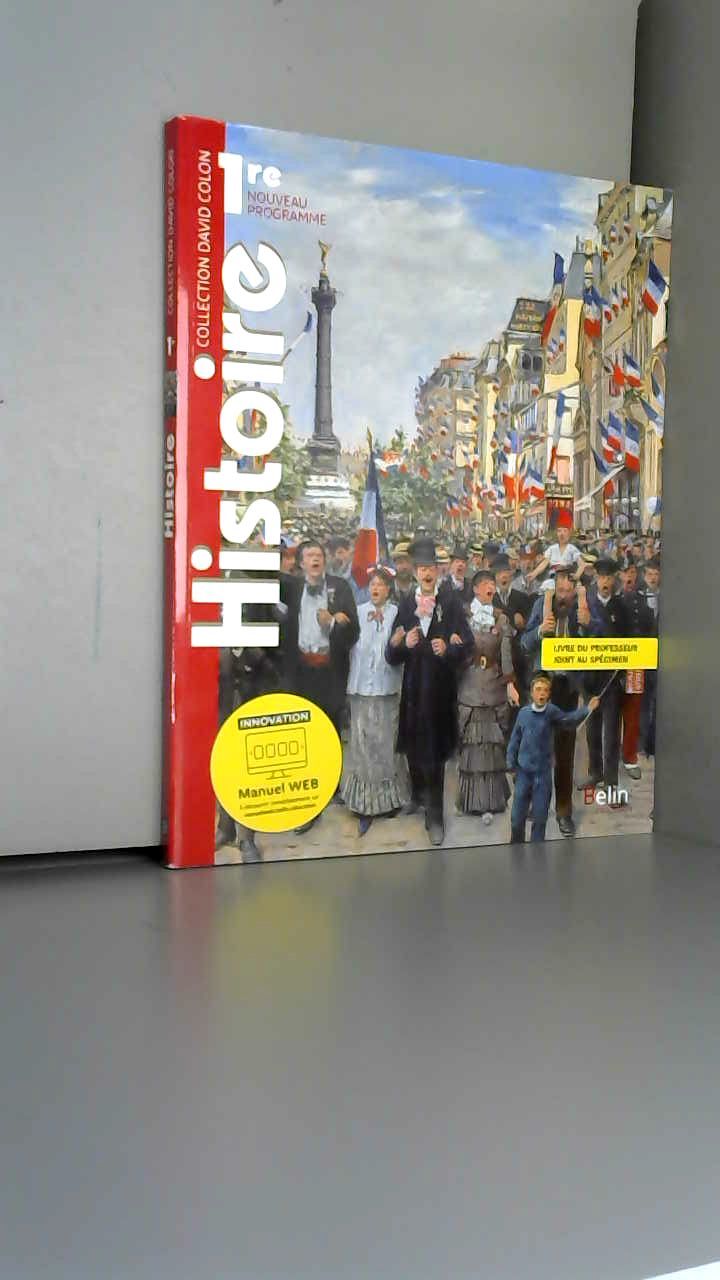 COLLECTION DAVID COLON
1re
NOUVEAU
PROGRAMME
Histoire
COLLECTION DAVID COLON
1re
Histoire
LIVRE DU PROFESSEUR
JOINT AU SPÉCIMEN
INNOVATION
Manuel WEB
Belin